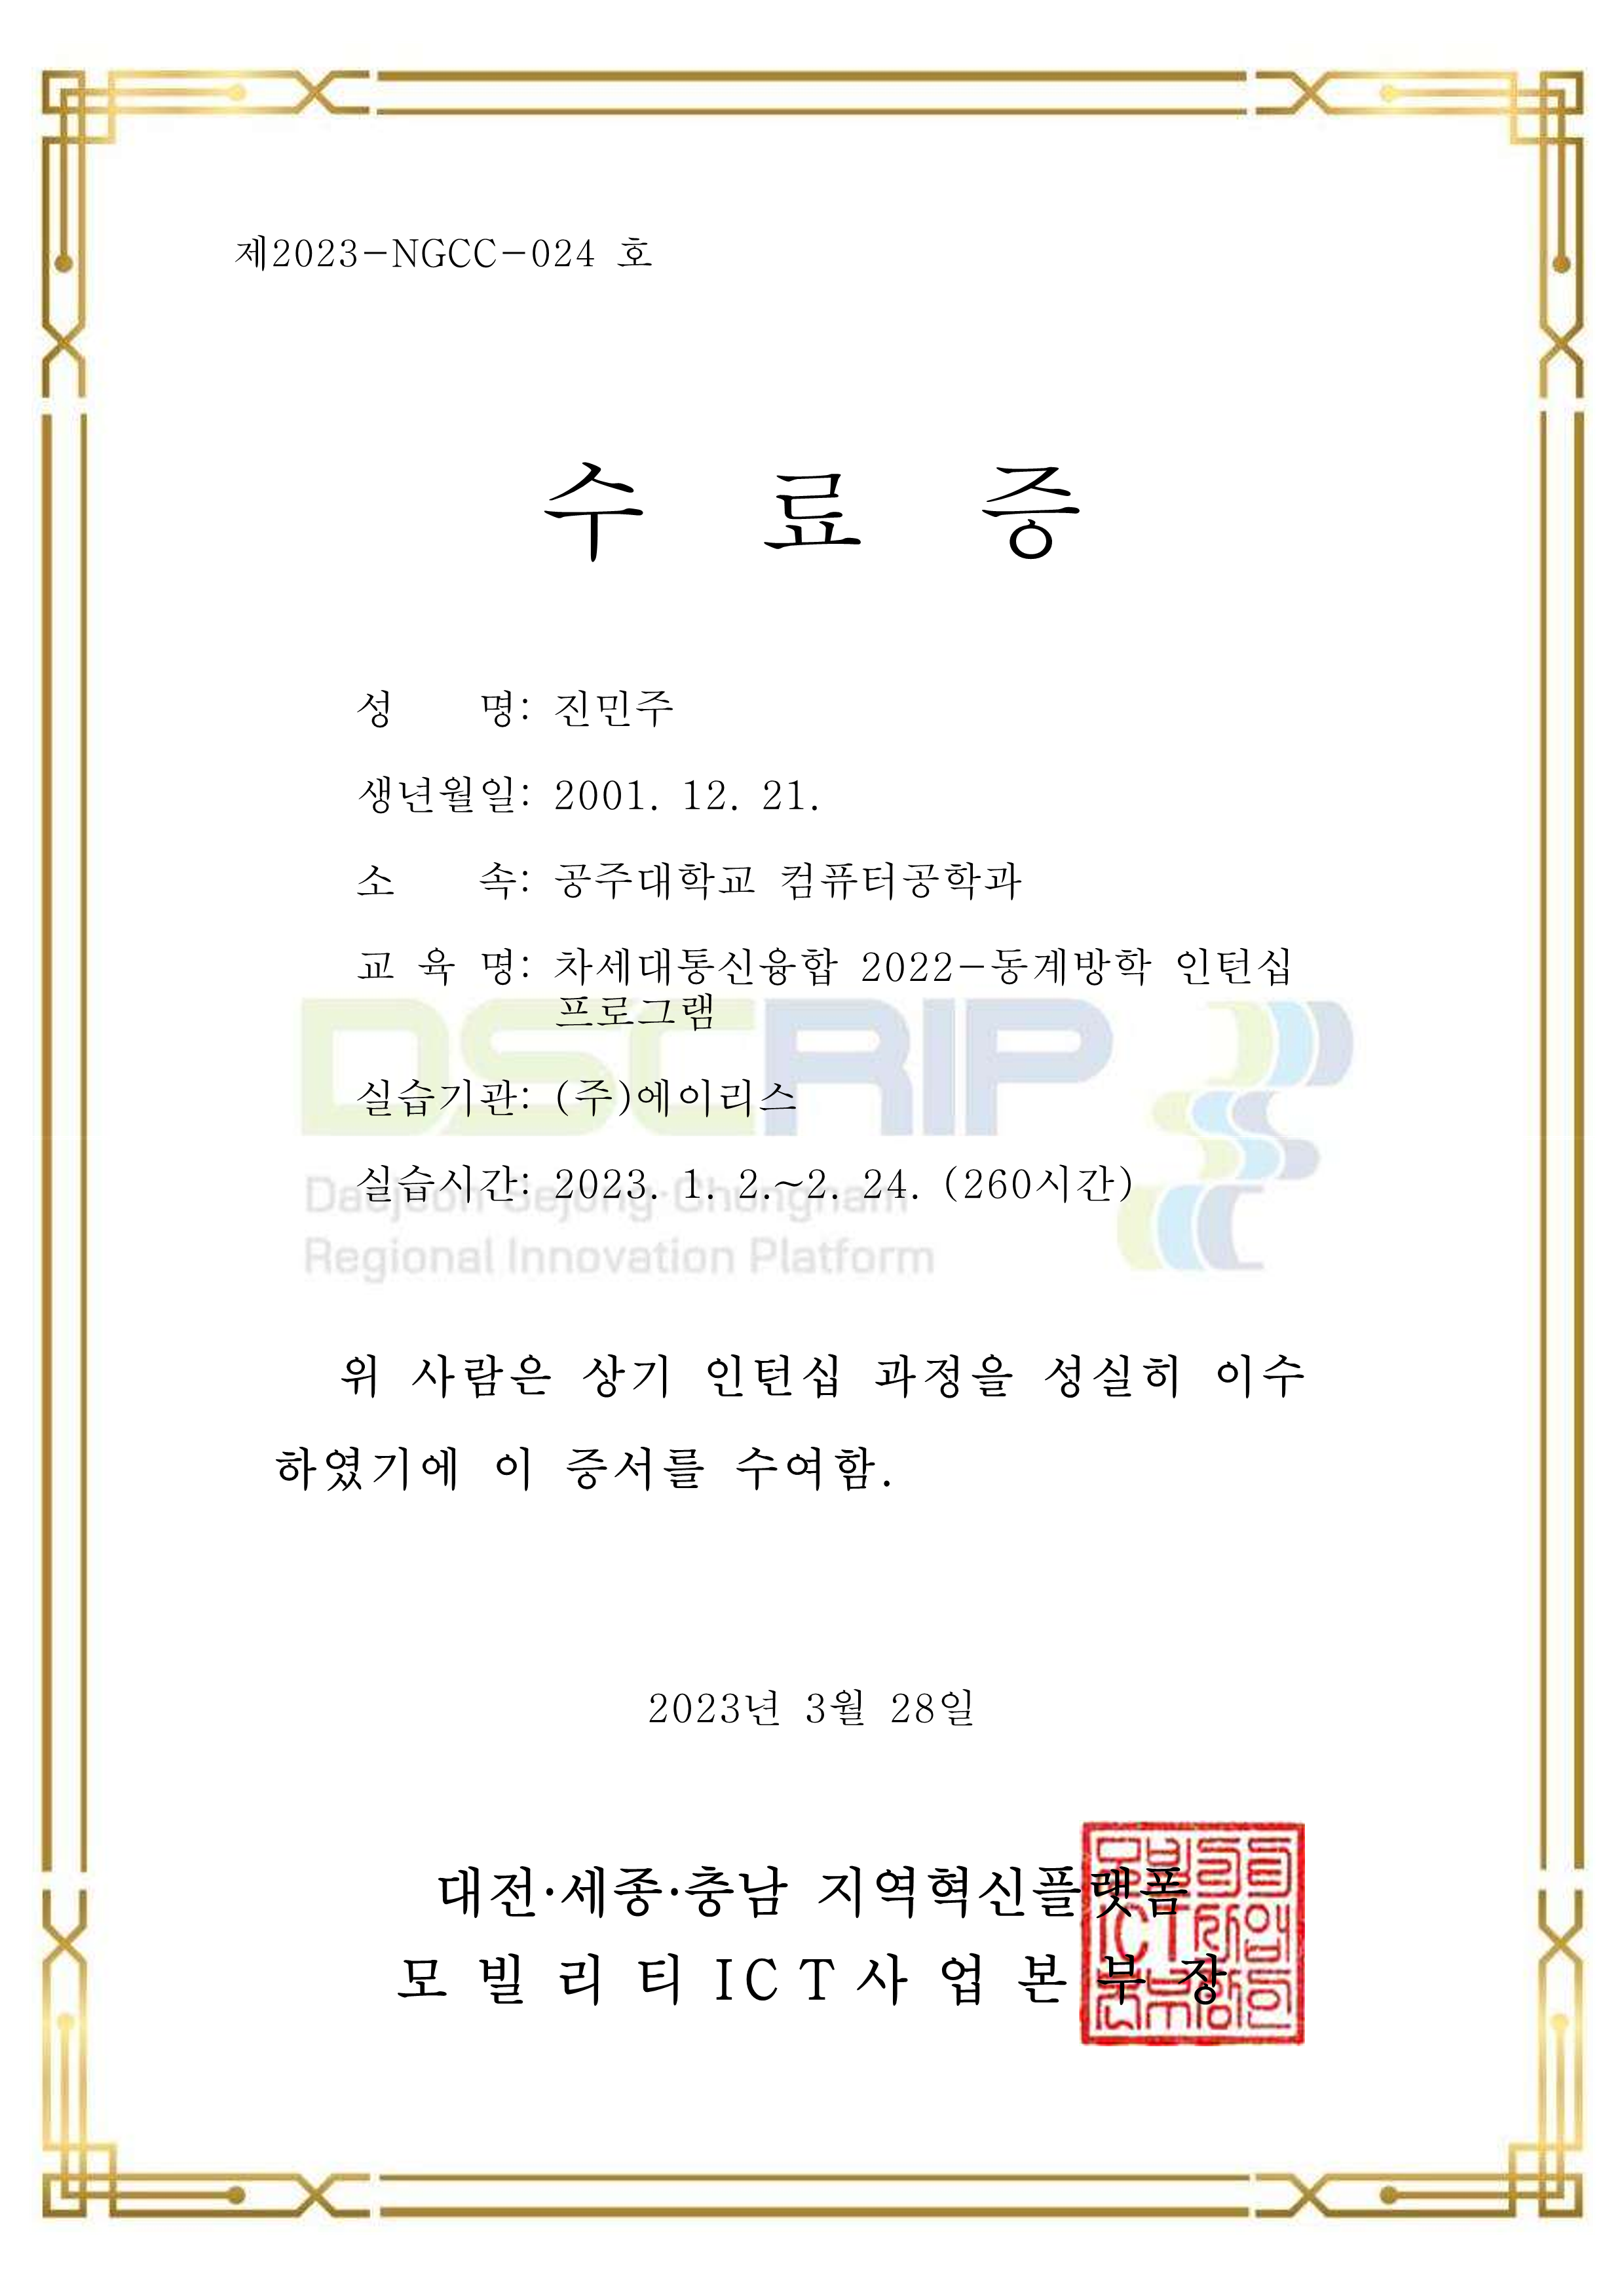 제2023-NGCC-024 호
수 료 증
성 명: 진민주
생년월일: 2001. 12. 21.
소 속: 공주대학교 컴퓨터공학과
교 육 명: 차세대통신융합 2022-동계방학 인턴십
프로그램
DSCRIP
실습기관: (주)에이리스
실습시간: 2023. 1. 2.~2. 24. (260시간)
Daejeon·Sejong·Chungnam
Regional Innovation Platform
위 사람은 상기 인턴십 과정을 성실히 이수
하였기에 이 증서를 수여함.
2023년 3월 28일
대전·세종·충남 지역혁신플랫폼
모 빌 리 티 ICT 사 업 본 부 장